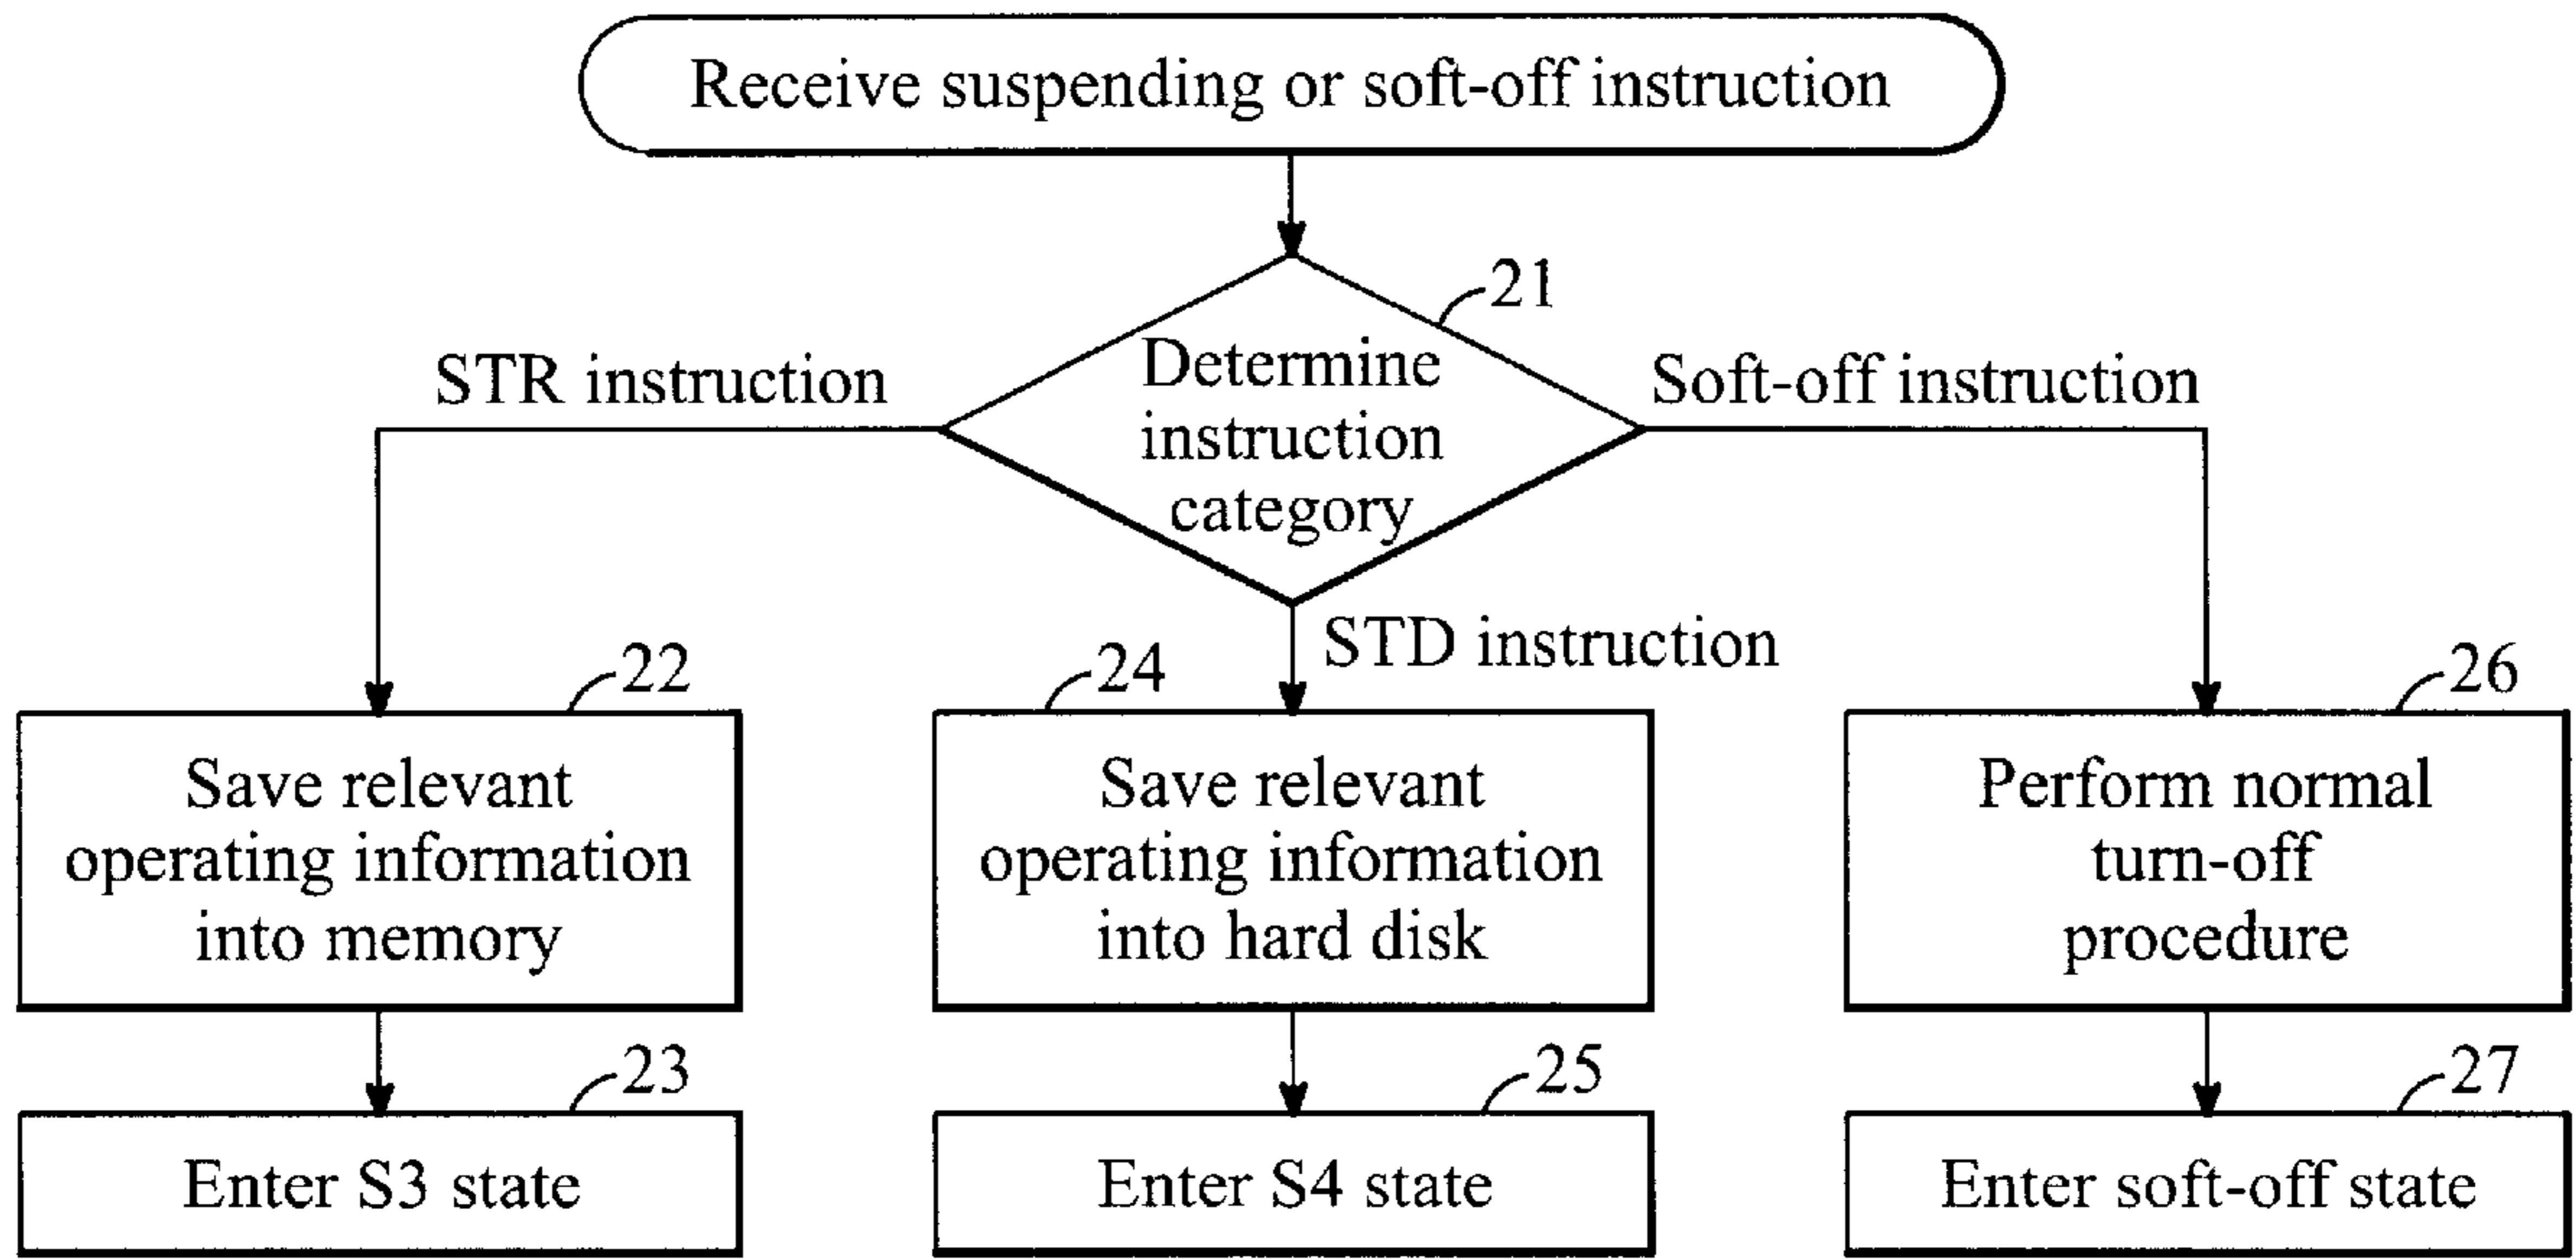 Receive suspending or soft-off instruction
21
Determine
instruction
category
STR instruction
Soft-off instruction
STD instruction
22
Save relevant
operating information
into memory
24
Save relevant
operating information
into hard disk
26
Perform normal
turn-off
procedure
23
Enter S3 state
25
Enter S4 state
27
Enter soft-off state